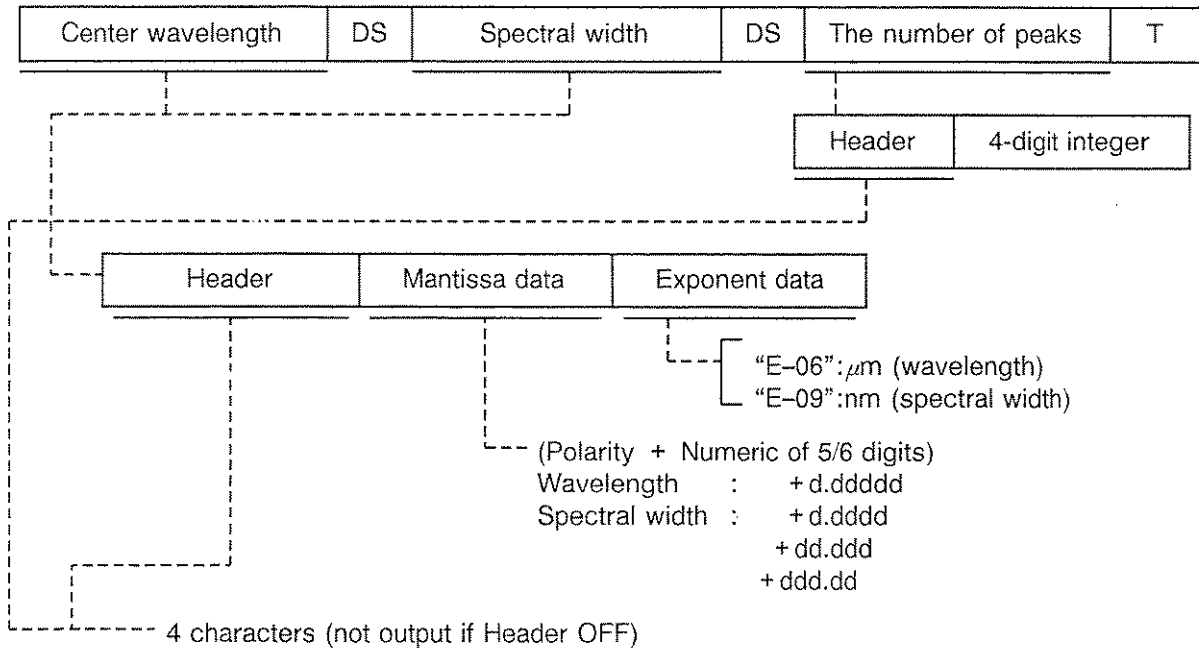 Center wavelength DS Spectral width DS The number of peaks T
Header 4-digit integer
Header Mantissa data Exponent data
“E–06”:μm (wavelength)
“E–09”:nm (spectral width)
(Polarity + Numeric of 5/6 digits)
Wavelength : +d.ddddd
Spectral width : +d.dddd
+dd.ddd
+ddd.dd
4 characters (not output if Header OFF)